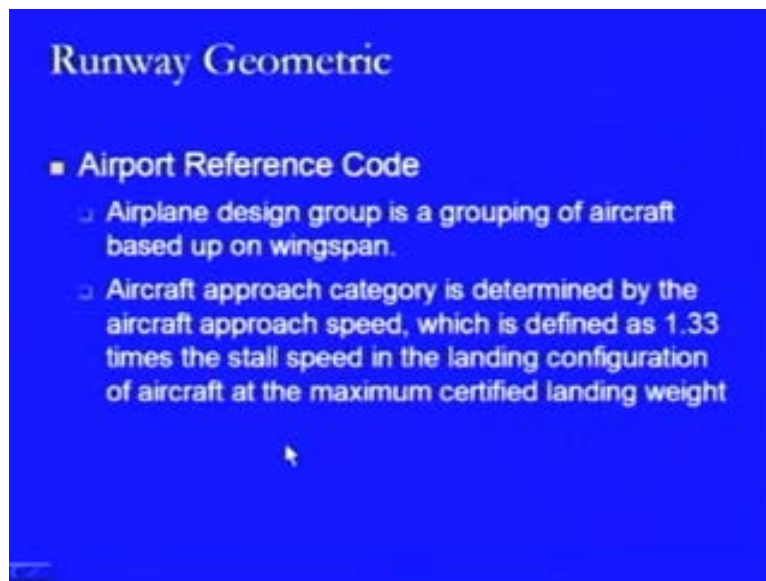 Runway Geometric
Airport Reference Code
Airplane design group is a grouping of aircraft
based up on wingspan.
Aircraft approach category is determined by the
aircraft approach speed, which is defined as 1.33
times the stall speed in the landing configuration
of aircraft at the maximum certified landing weight